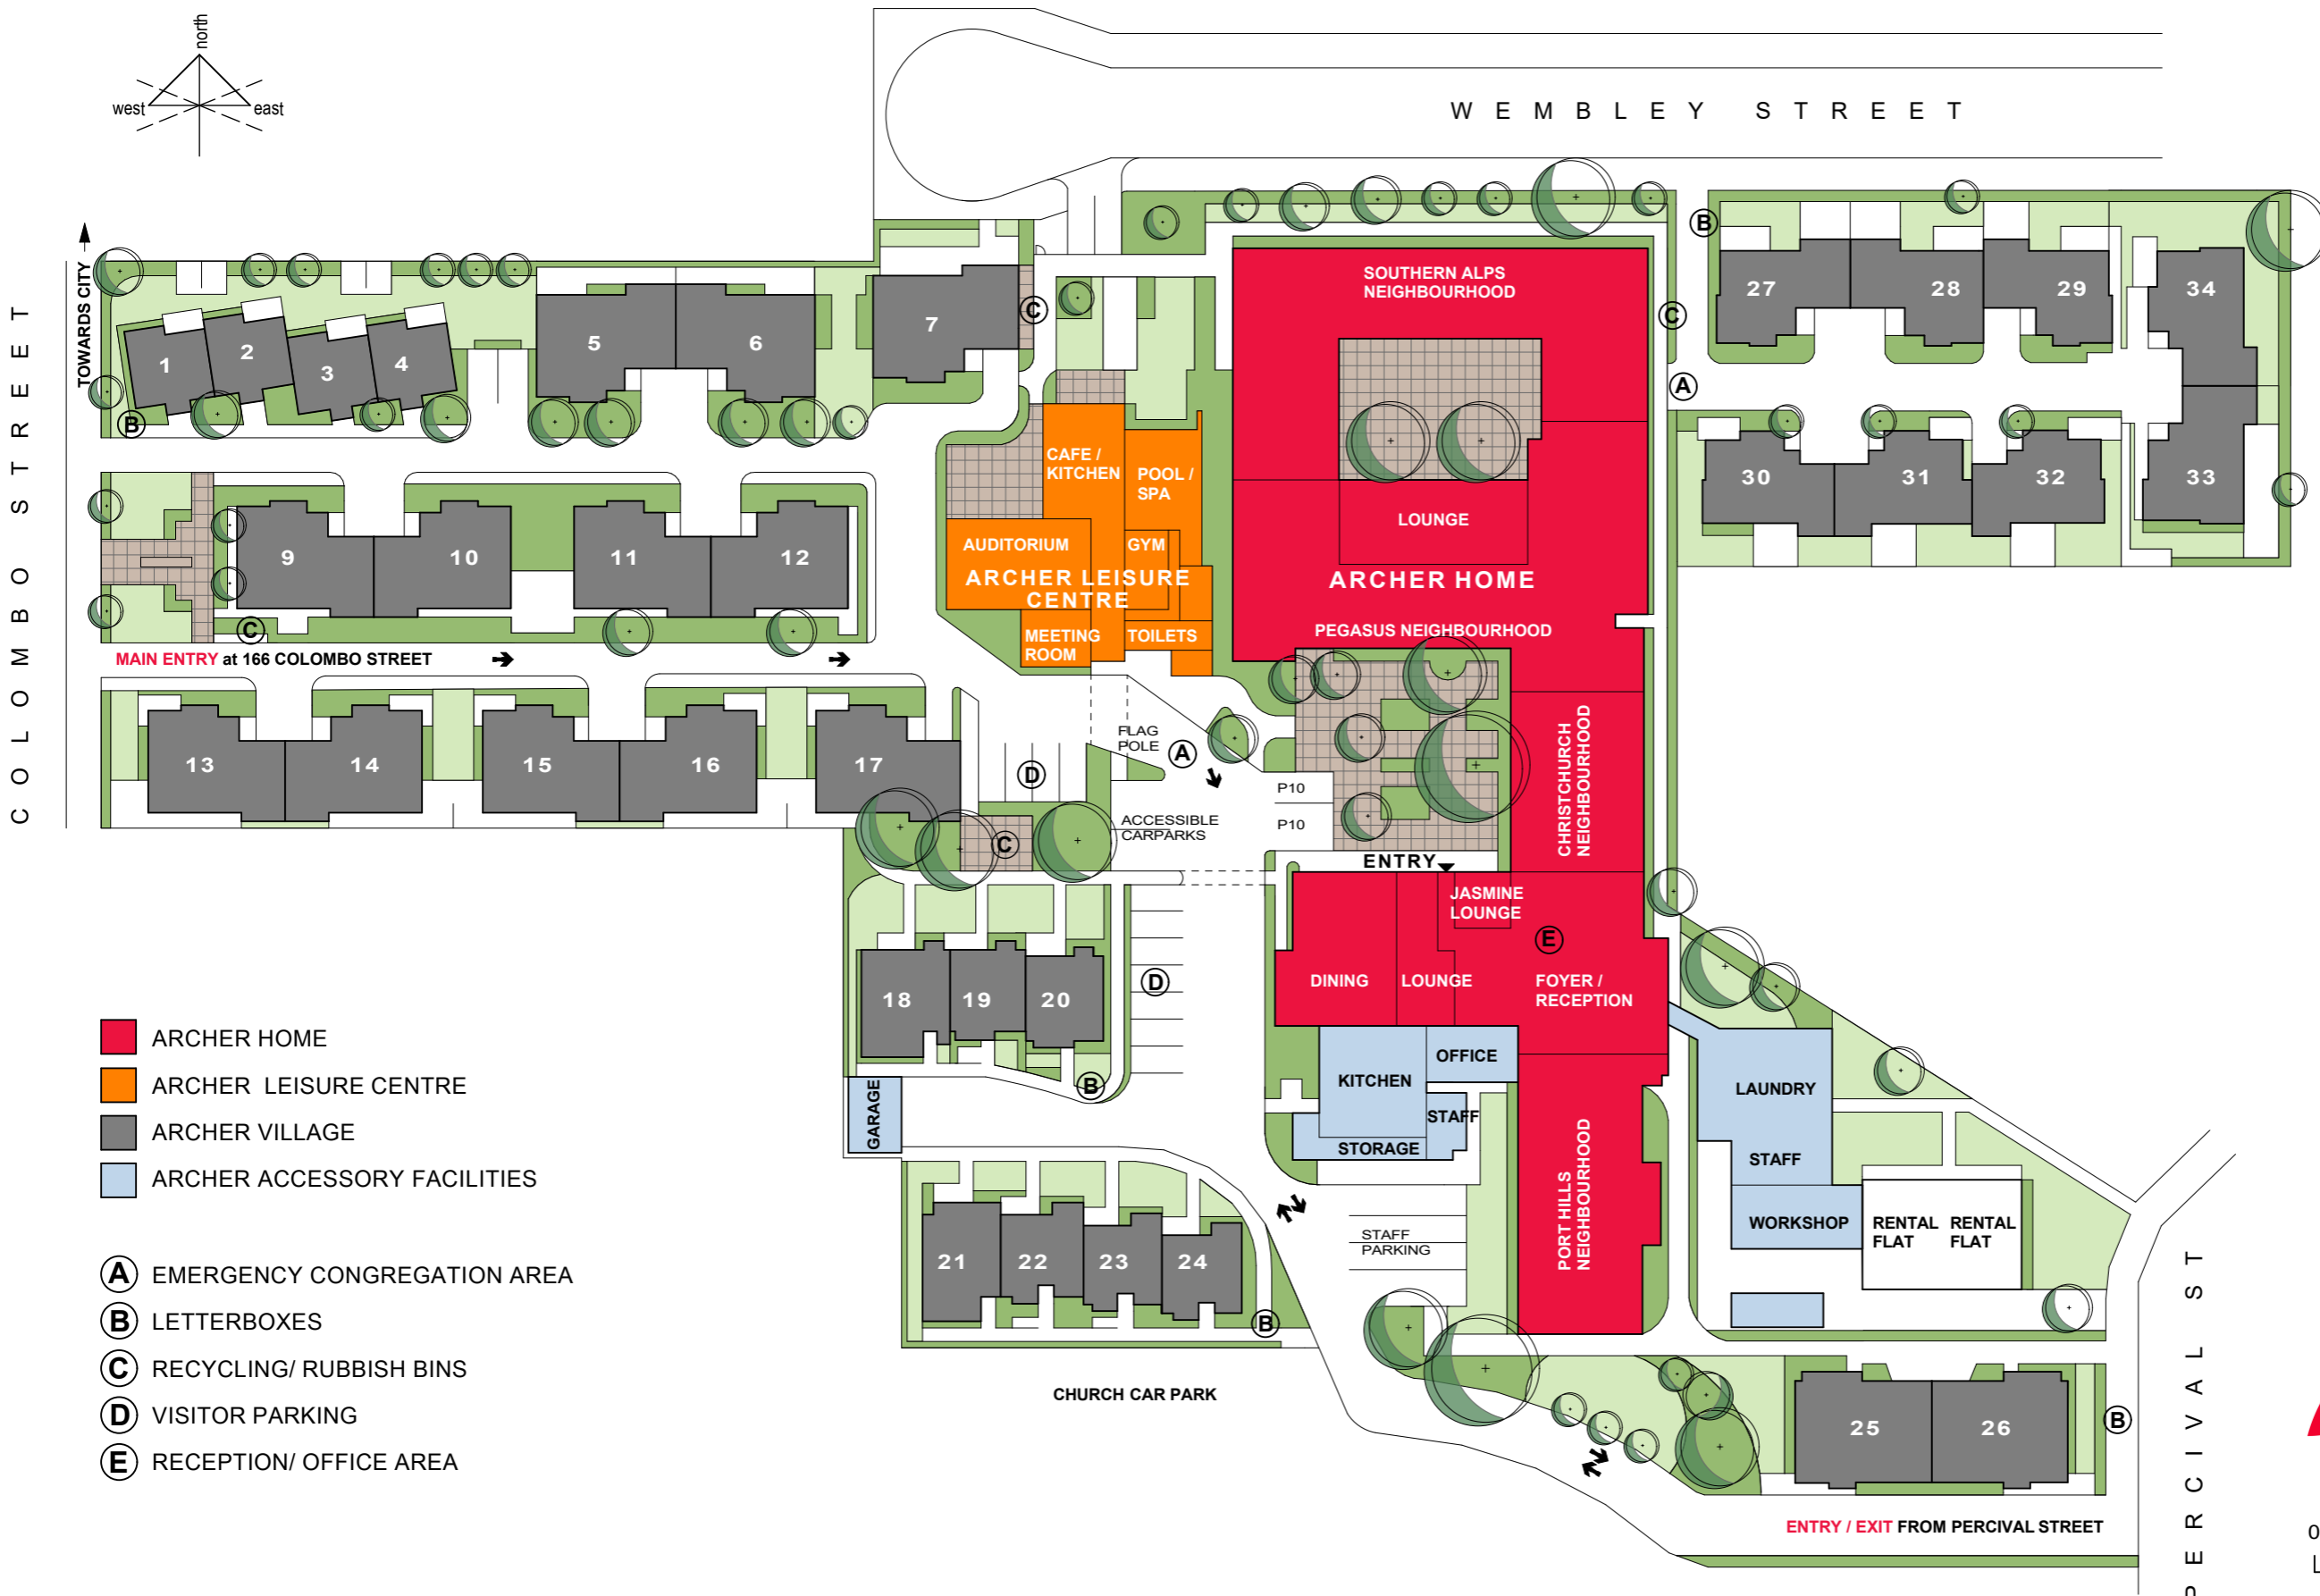 north
west
east
WEMBLEY STREET
COLOMBO STREET
TOWARDS CITY
1
2
3
4
5
6
7
C
B
SOUTHERN ALPS
NEIGHBOURHOOD
B
C
A
27
28
29
34
30
31
32
33
9
10
11
12
C
CAFE /
KITCHEN
POOL /
SPA
AUDITORIUM
GYM
ARCHER LEISURE
CENTRE
MEETING
ROOM
TOILETS
LOUNGE
ARCHER HOME
PEGASUS NEIGHBOURHOOD
MAIN ENTRY at 166 COLOMBO STREET
13
14
15
16
17
D
FLAG
POLE
A
P10
P10
ACCESSIBLE
CARPARKS
C
CHRISTCHURCH
NEIGHBOURHOOD
ENTRY
JASMINE
LOUNGE
E
DINING
LOUNGE
FOYER /
RECEPTION
18
19
20
D
B
GARAGE
OFFICE
KITCHEN
STAFF
STORAGE
LAUNDRY
STAFF
WORKSHOP
RENTAL
FLAT
RENTAL
FLAT
PORT HILLS
NEIGHBOURHOOD
STAFF
PARKING
21
22
23
24
B
CHURCH CAR PARK
25
26
B
ENTRY / EXIT FROM PERCIVAL STREET
PERCIVAL ST
ARCHER HOME
ARCHER LEISURE CENTRE
ARCHER VILLAGE
ARCHER ACCESSORY FACILITIES
A EMERGENCY CONGREGATION AREA
B LETTERBOXES
C RECYCLING/ RUBBISH BINS
D VISITOR PARKING
E RECEPTION/ OFFICE AREA
0